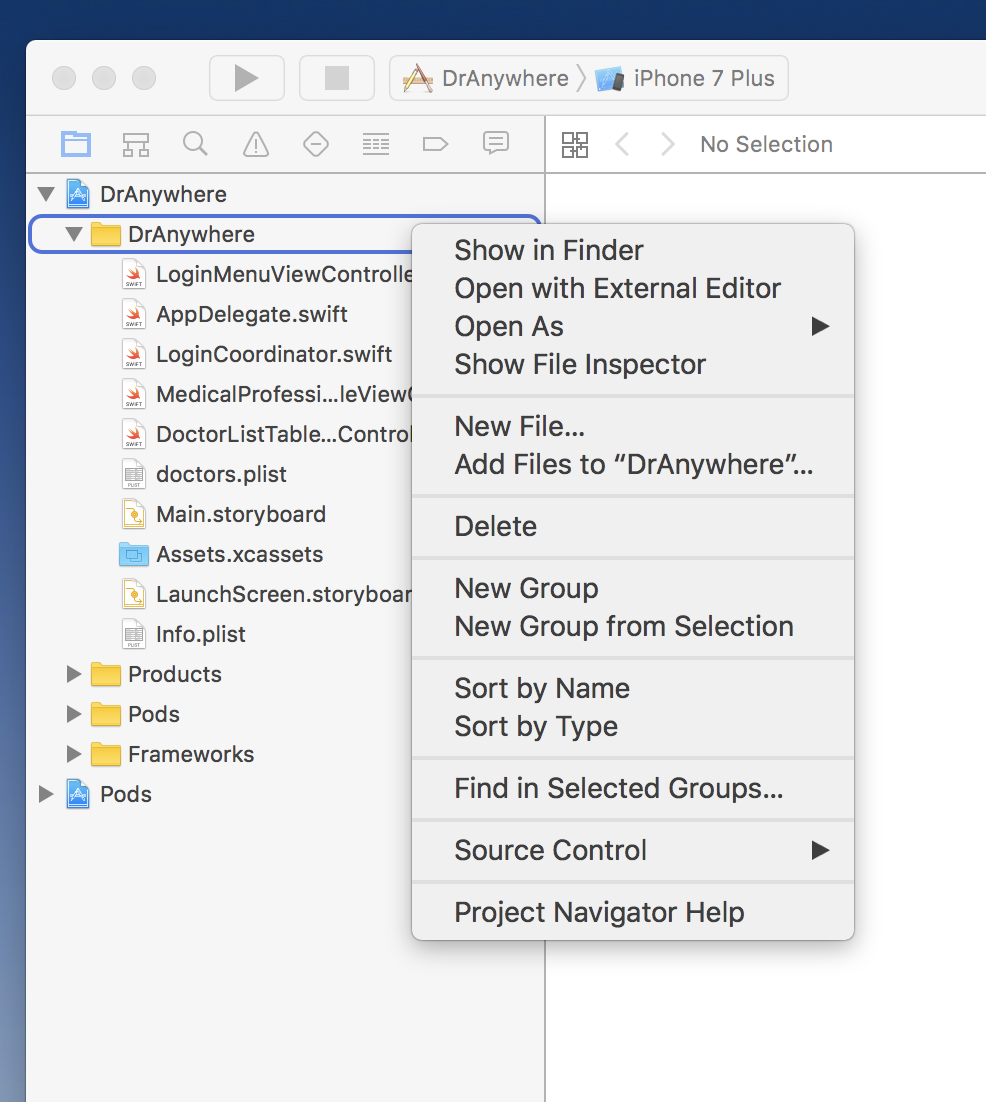 DrAnywhere iPhone 7 Plus
No Selection
DrAnywhere
DrAnywhere
LoginMenuViewControlle
AppDelegate.swift
LoginCoordinator.swift
MedicalProfessi...leViewC
DoctorListTable...Control
doctors.plist
Main.storyboard
Assets.xcassets
LaunchScreen.storyboar
Info.plist
Products
Pods
Frameworks
Pods
Show in Finder
Open with External Editor
Open As
Show File Inspector
New File...
Add Files to “DrAnywhere”...
Delete
New Group
New Group from Selection
Sort by Name
Sort by Type
Find in Selected Groups...
Source Control
Project Navigator Help